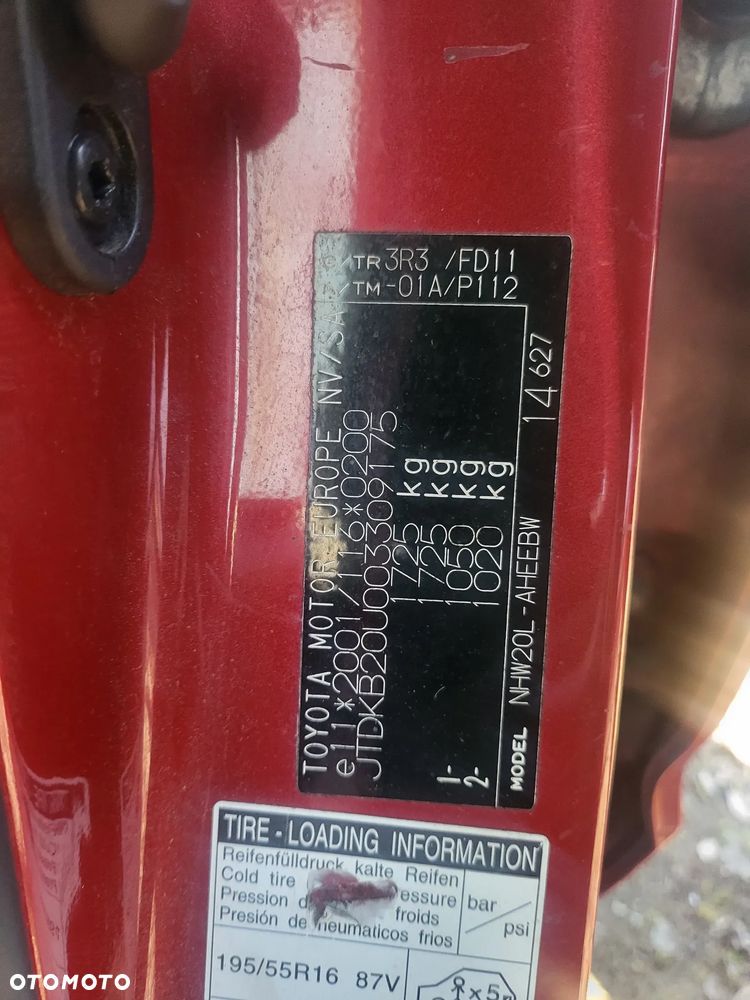 TOYOTA MOTOR EUROPE NV/SA
e11*2001/116*0200
JTDKB20U003309175
1725 kg
1725 kg
1- 1050 kg
2- 1020 kg
MODEL NHW20L-AHEEBW
14627
C/TR 3R3 /FD11
/TM -01A/P112
TIRE - LOADING INFORMATION
Reifenfülldruck kalte Reifen
Cold tire essure
Pression d froids
Presión de neumaticos frios
bar / psi
195/55R16 87V
x5
OTOMOTO